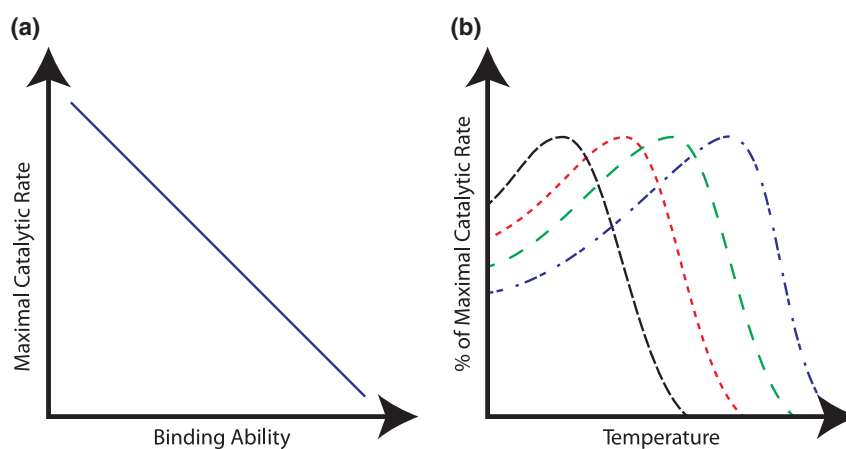 (a)
Maximal Catalytic Rate
Binding Ability
(b)
% of Maximal Catalytic Rate
Temperature